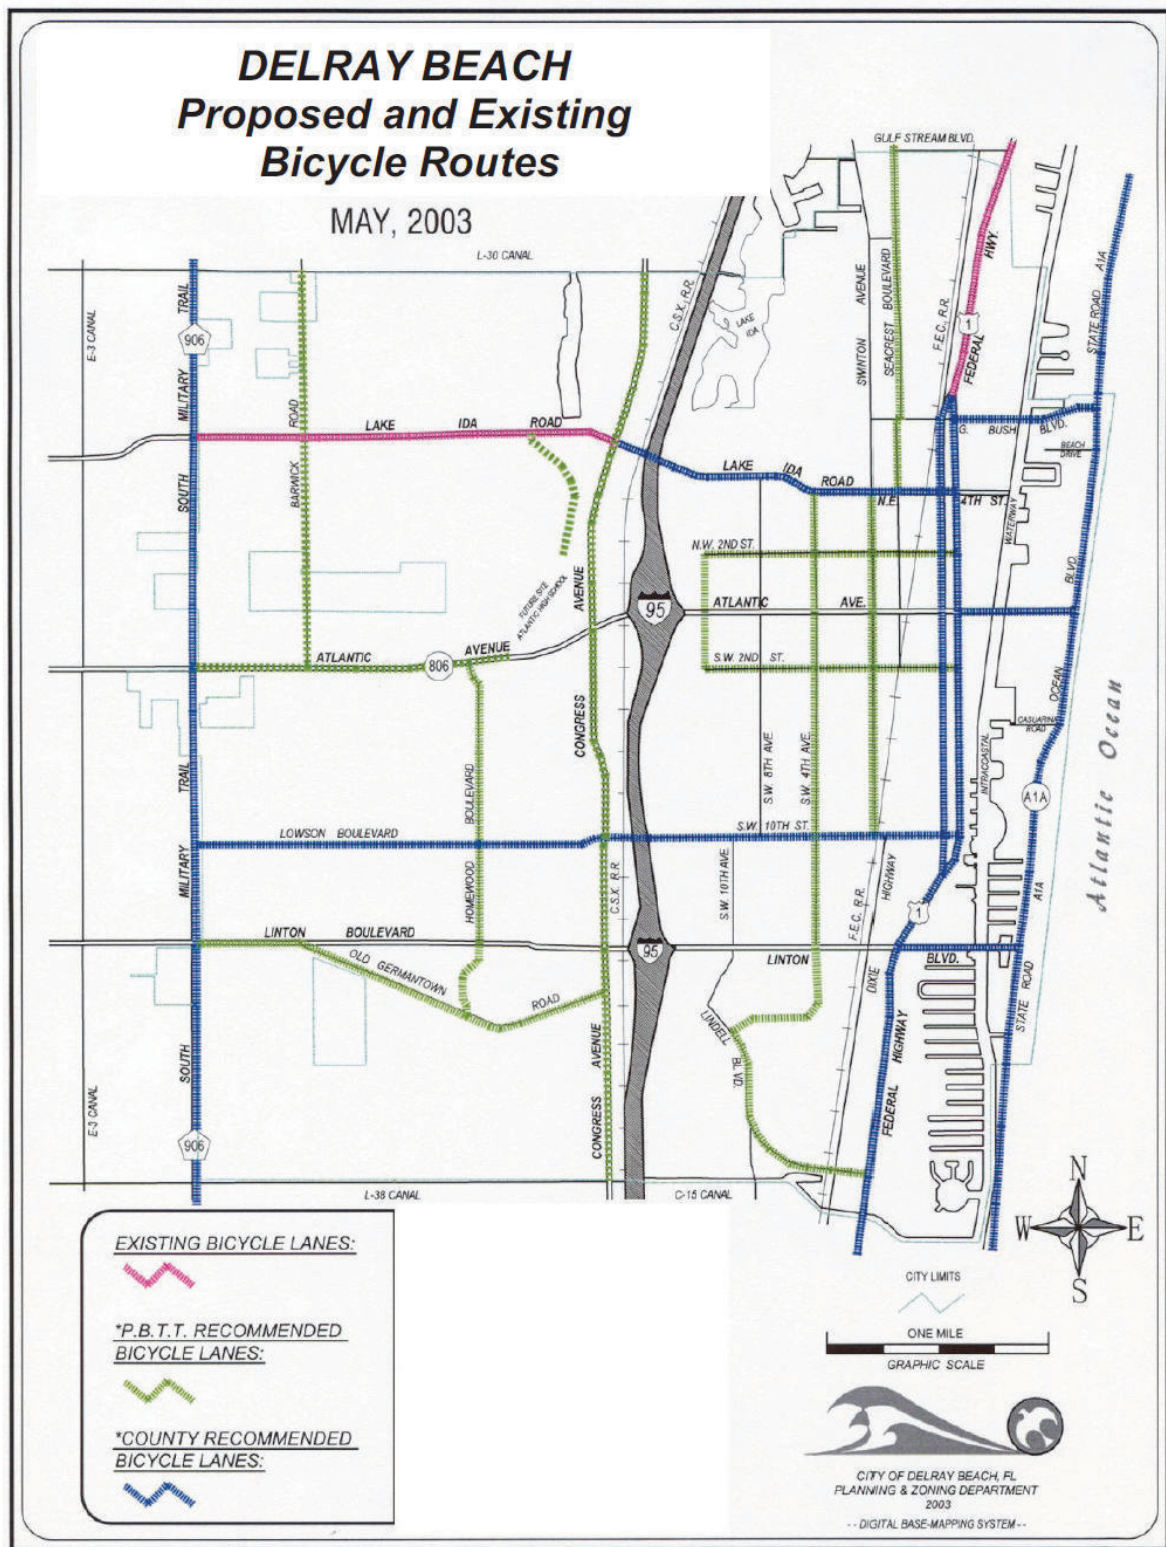 DELRAY BEACH
Proposed and Existing
Bicycle Routes
MAY, 2003
GULF STREAM BLVD.
L-30 CANAL
E-3 CANAL
TRAIL
906
MILITARY
SOUTH
ROAD
BARWICK
LAKE IDA ROAD
C.S.X. R.R.
LAKE
IDA
SWINTON AVENUE
SEACREST BOULEVARD
F.E.C. R.R.
HWY.
1
FEDERAL
STATE ROAD A1A
G. BUSH BLVD.
BEACH
DRIVE
LAKE IDA ROAD
N.E. 4TH ST.
WATERWAY
N.W. 2ND ST.
FUTURE SITE
ATLANTIC HIGH SCHOOL
AVENUE
95
ATLANTIC AVE.
BLVD.
ATLANTIC 806 AVENUE
S.W. 2ND ST.
OCEAN
CASUARINA
ROAD
CONGRESS
S.W. 8TH AVE.
S.W. 4TH AVE.
INTRACOASTAL
Atlantic Ocean
TRAIL
BOULEVARD
A1A
LOWSON BOULEVARD
S.W. 10TH ST.
MILITARY
HOMEWOOD
C.S.X. R.R.
S.W. 10TH AVE.
F.E.C. R.R.
HIGHWAY
DIXIE
1
A1A
LINTON BOULEVARD
95
LINTON BLVD.
OLD GERMANTOWN ROAD
STATE ROAD
LINDELL
BLVD.
AVENUE
CONGRESS
HIGHWAY
FEDERAL
SOUTH
E-3 CANAL
906
L-38 CANAL
C-15 CANAL
N
W E
S
EXISTING BICYCLE LANES:
*P.B.T.T. RECOMMENDED
BICYCLE LANES:
*COUNTY RECOMMENDED
BICYCLE LANES:
CITY LIMITS
ONE MILE
GRAPHIC SCALE
CITY OF DELRAY BEACH, FL
PLANNING & ZONING DEPARTMENT
2003
-- DIGITAL BASE-MAPPING SYSTEM --